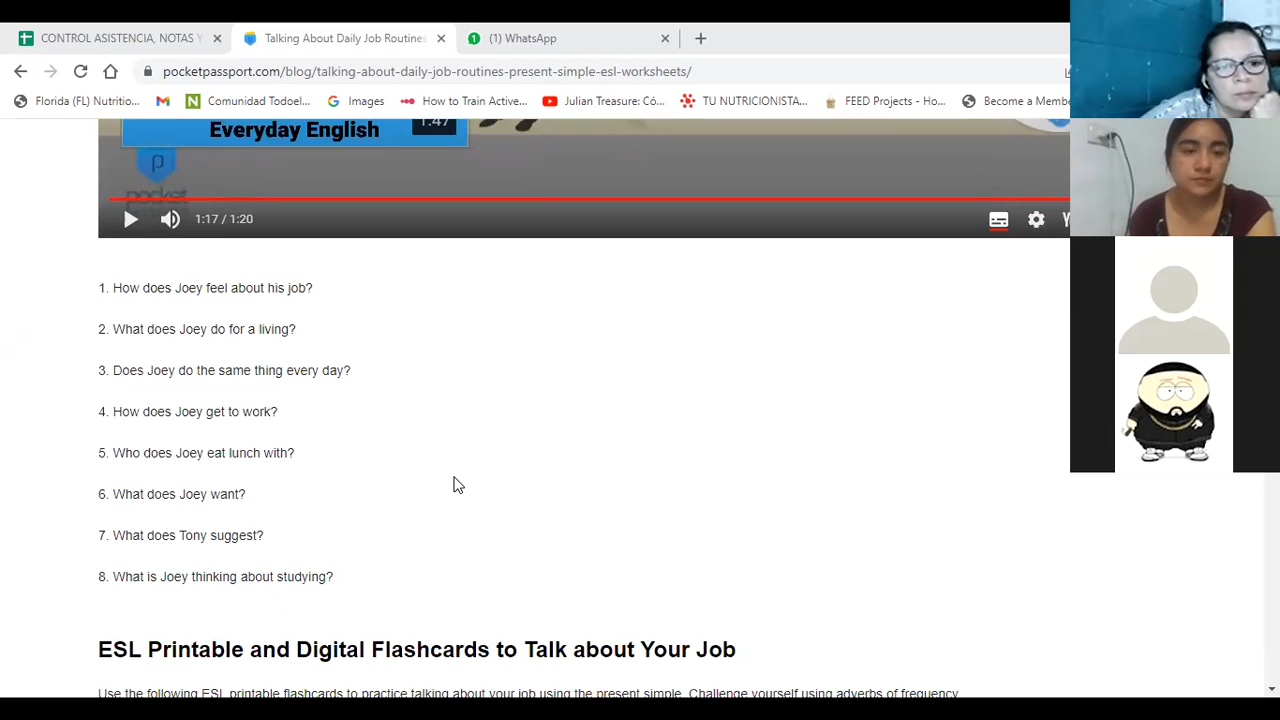 CONTROL ASISTENCIA, NOTAS Y
Talking About Daily Job Routines
(1) WhatsApp
pocketpassport.com/blog/talking-about-daily-job-routines-present-simple-esl-worksheets/
Florida (FL) Nutritio...
Comunidad Todoel...
Images
How to Train Active...
Julian Treasure: Có...
TU NUTRICIONISTA...
FEED Projects - Ho...
Become a Membe
Everyday English
1:47
pocket
1:17 / 1:20
1. How does Joey feel about his job?
2. What does Joey do for a living?
3. Does Joey do the same thing every day?
4. How does Joey get to work?
5. Who does Joey eat lunch with?
6. What does Joey want?
7. What does Tony suggest?
8. What is Joey thinking about studying?
ESL Printable and Digital Flashcards to Talk about Your Job
Use the following ESL printable flashcards to practice talking about your job using the present simple. Challenge yourself using adverbs of frequency